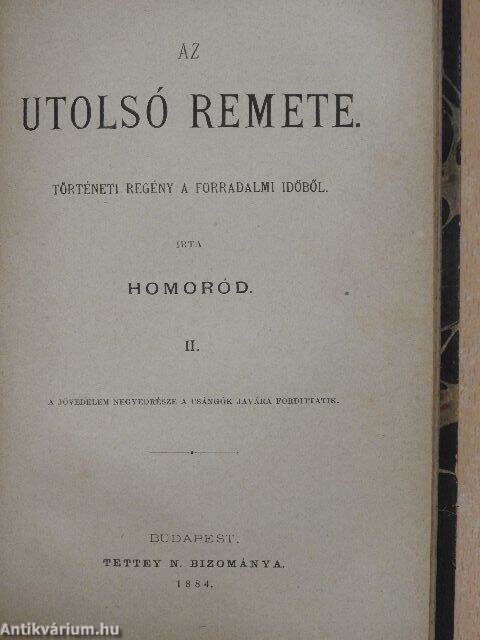 AZ
UTOLSÓ REMETE.
TÖRTÉNETI REGÉNY A FORRADALMI IDŐBŐL.
IRTA
HOMORÓD.
II.
A JÖVEDELEM NEGYEDRÉSZE A CSÁNGÓK JAVÁRA FORDITTATIK.
BUDAPEST.
TETTEY N. BIZOMÁNYA.
1884.
Antikvárium.hu